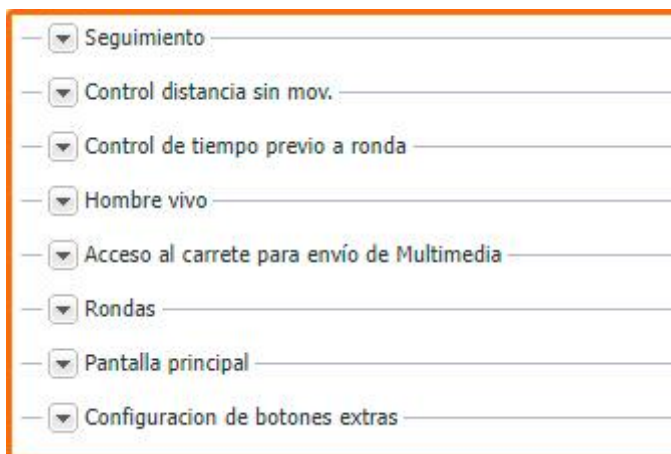 Seguimiento
Control distancia sin mov.
Control de tiempo previo a ronda
Hombre vivo
Acceso al carrete para envío de Multimedia
Rondas
Pantalla principal
Configuracion de botones extras